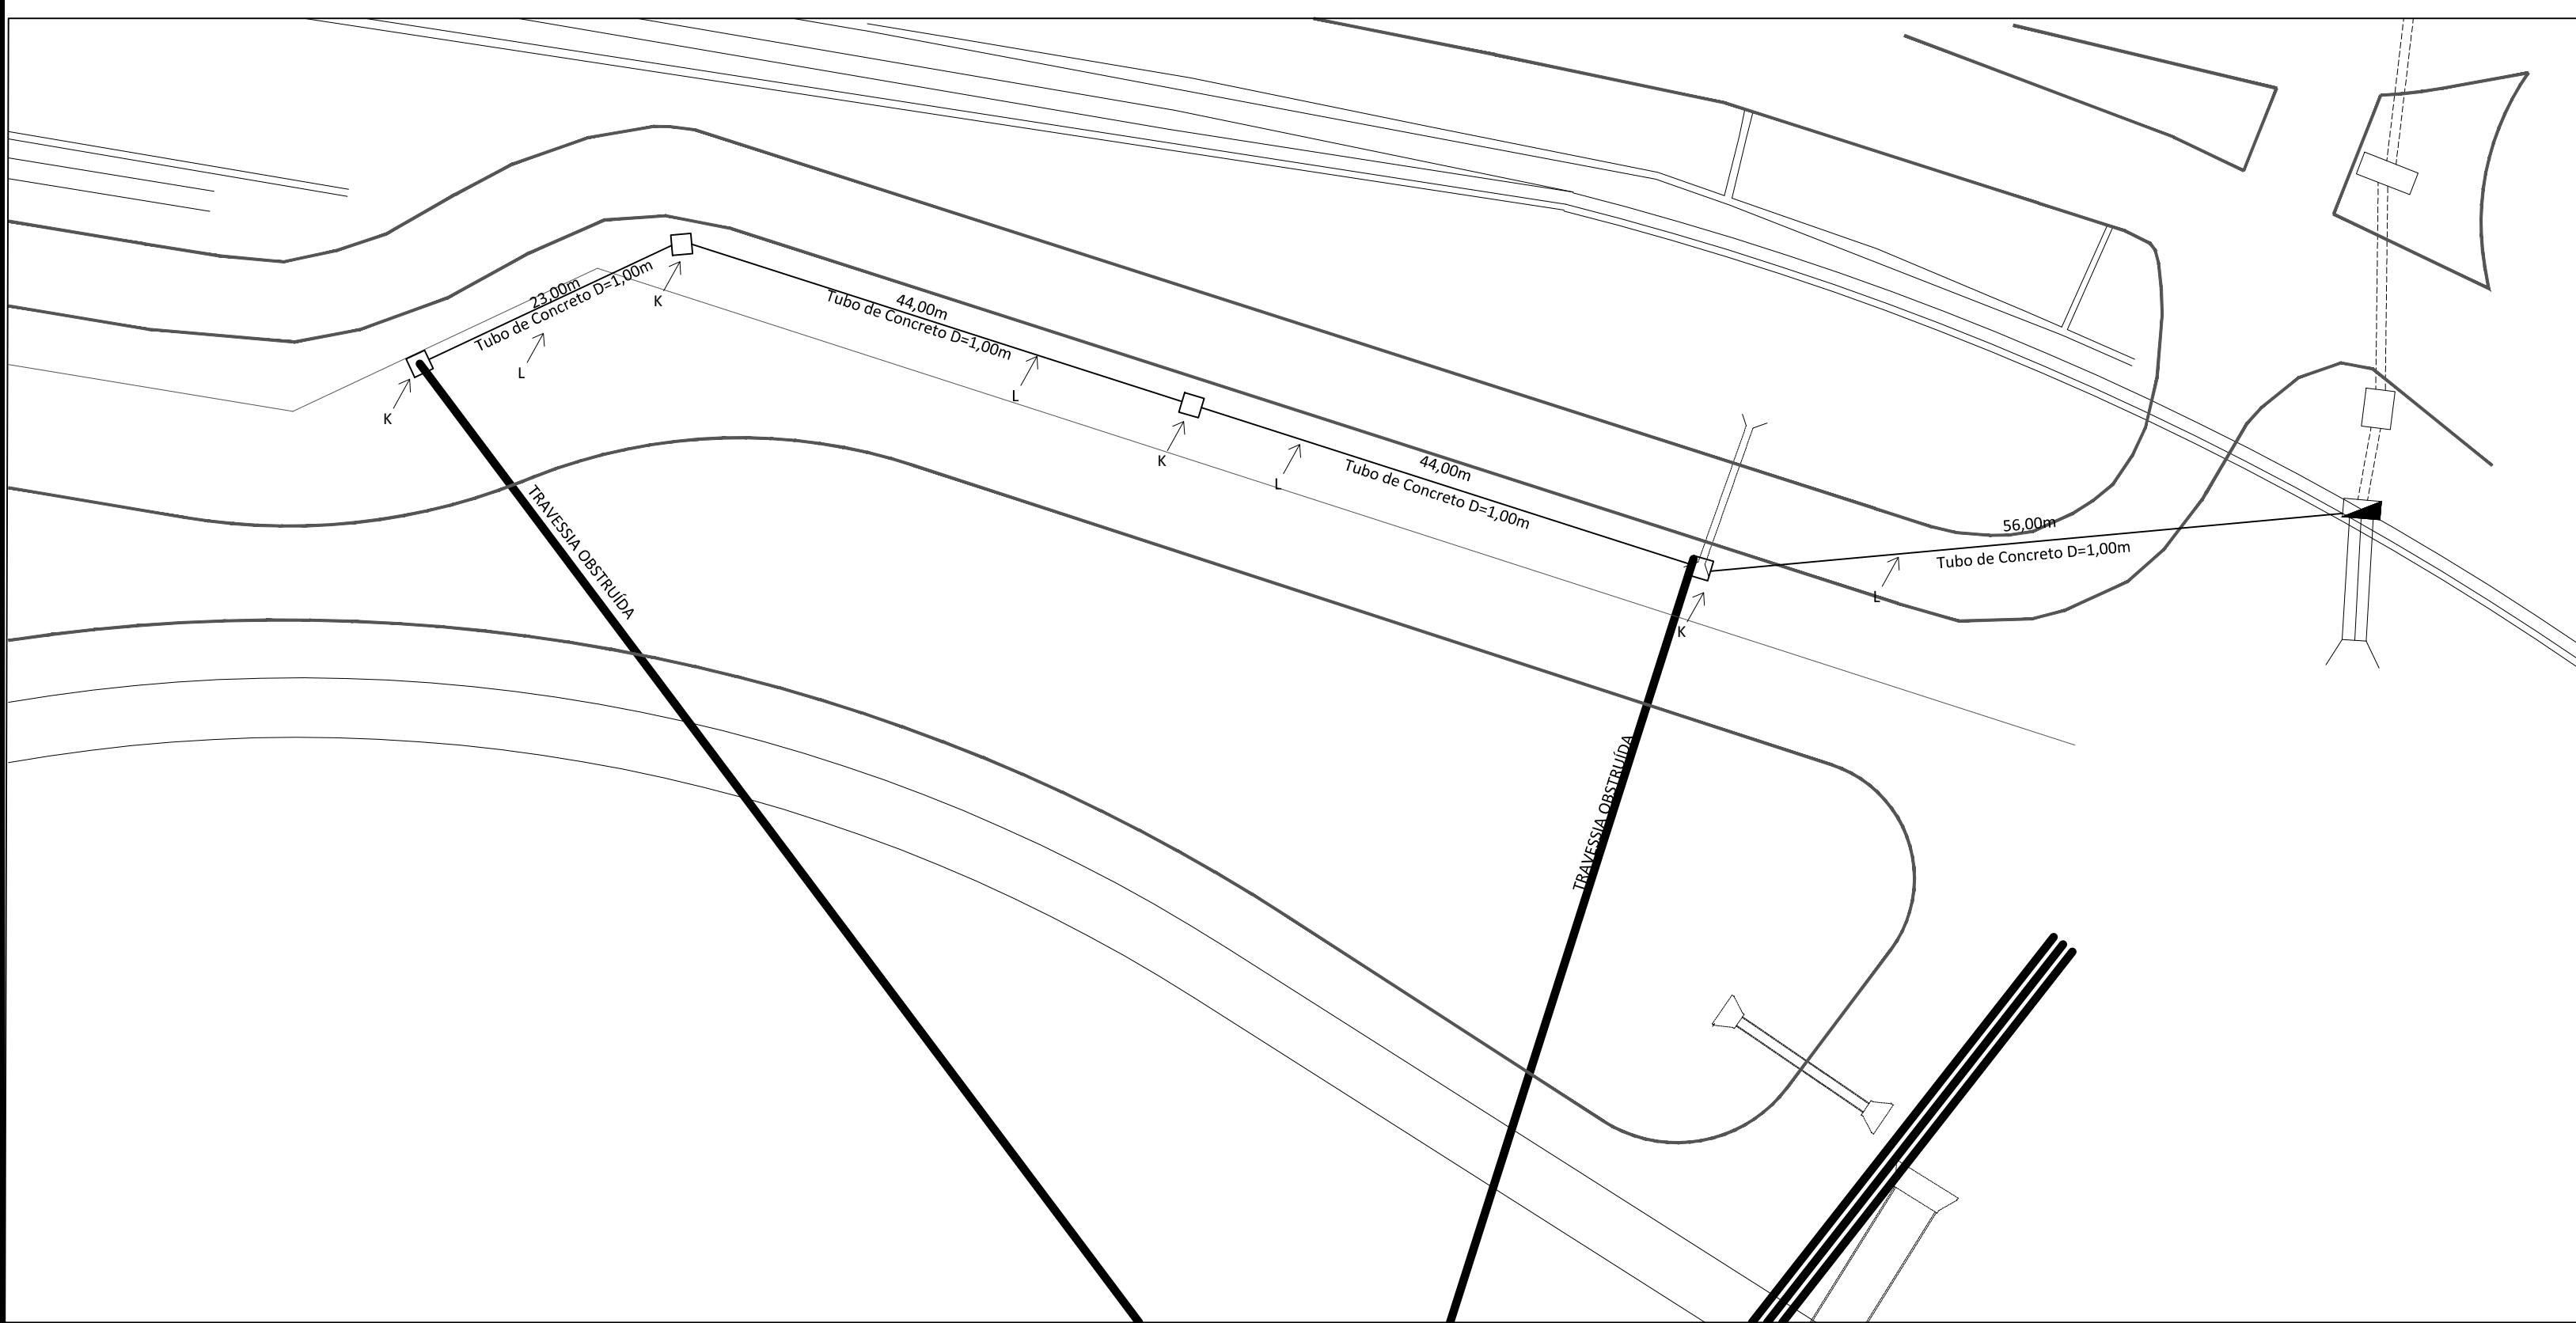 23,00m
Tubo de Concreto D=1,00m
K
44,00m
Tubo de Concreto D=1,00m
L
L
K
K
44,00m
Tubo de Concreto D=1,00m
L
TRAVESSIA OBSTRUÍDA
56,00m
Tubo de Concreto D=1,00m
L
K
TRAVESSIA OBSTRUÍDA